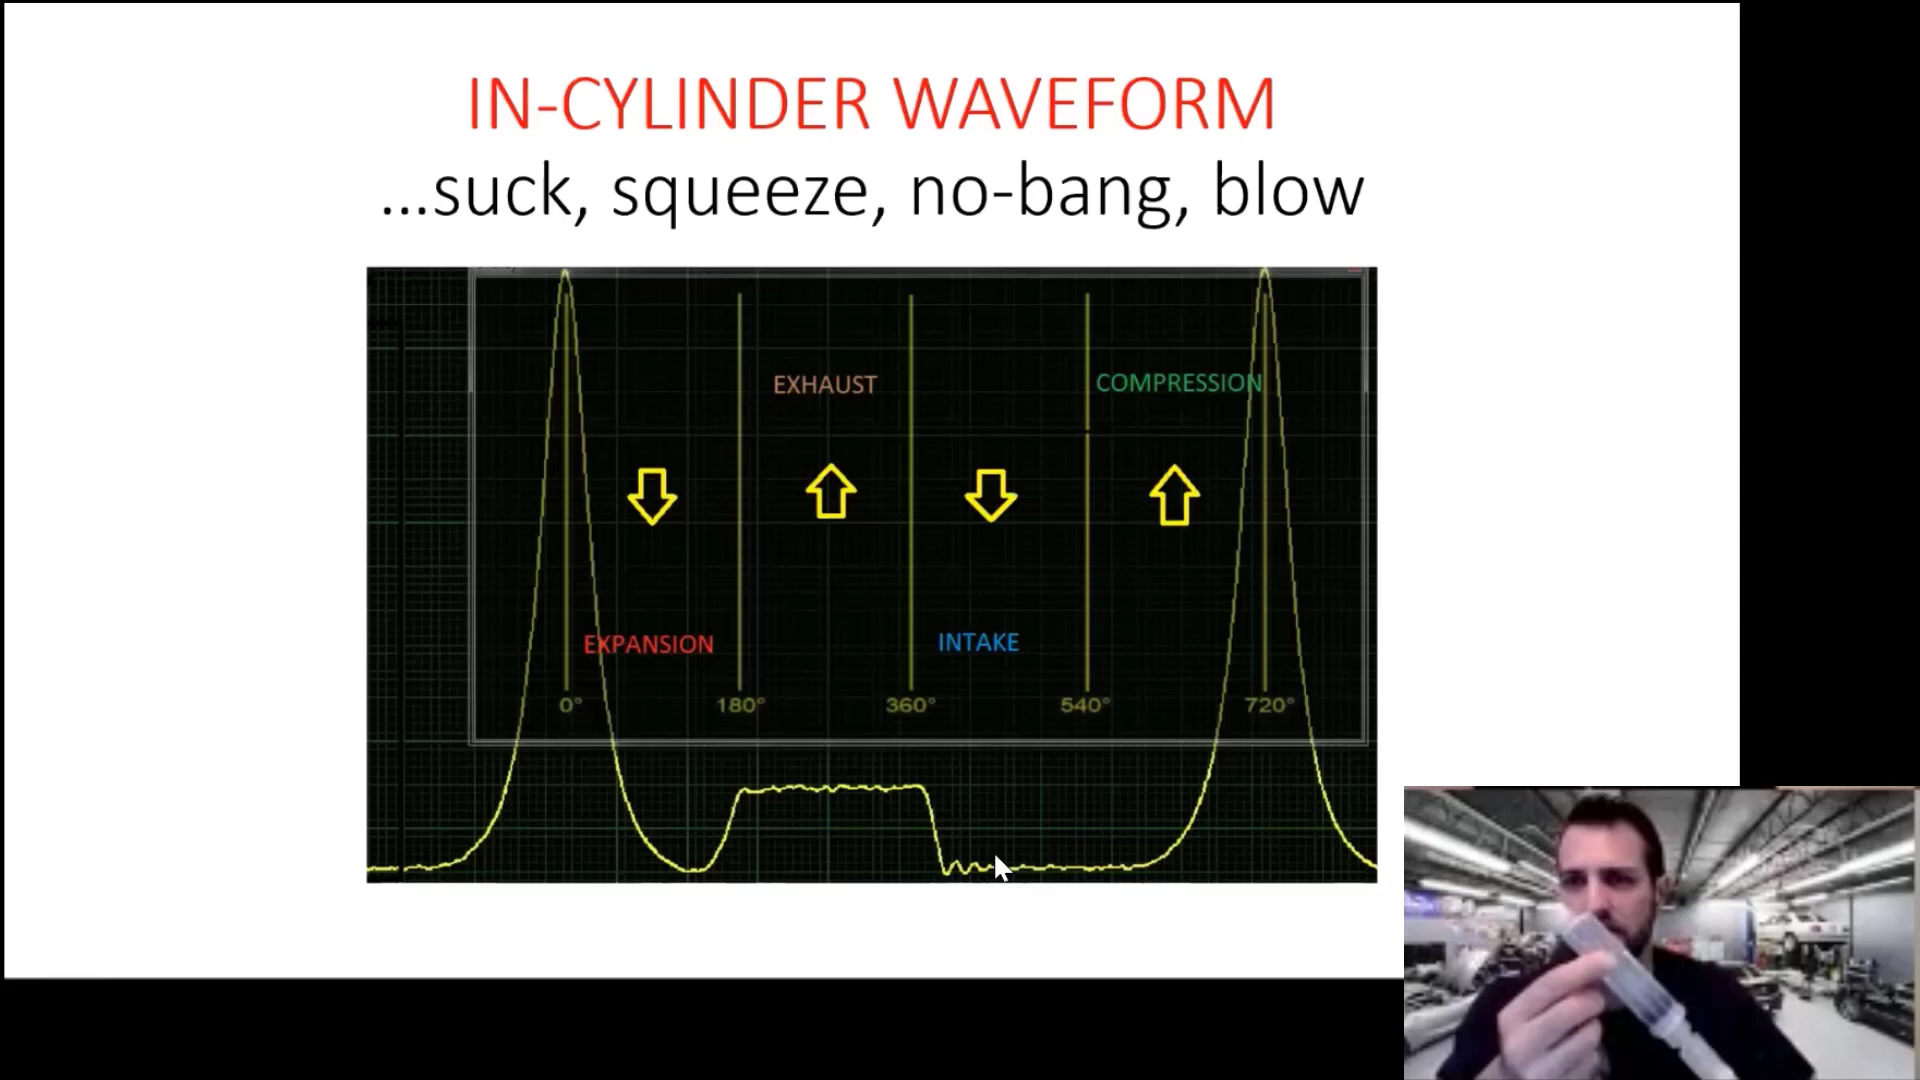 IN-CYLINDER WAVEFORM
...suck, squeeze, no-bang, blow
EXHAUST
COMPRESSION
EXPANSION
INTAKE
0° 180° 360° 540° 720°